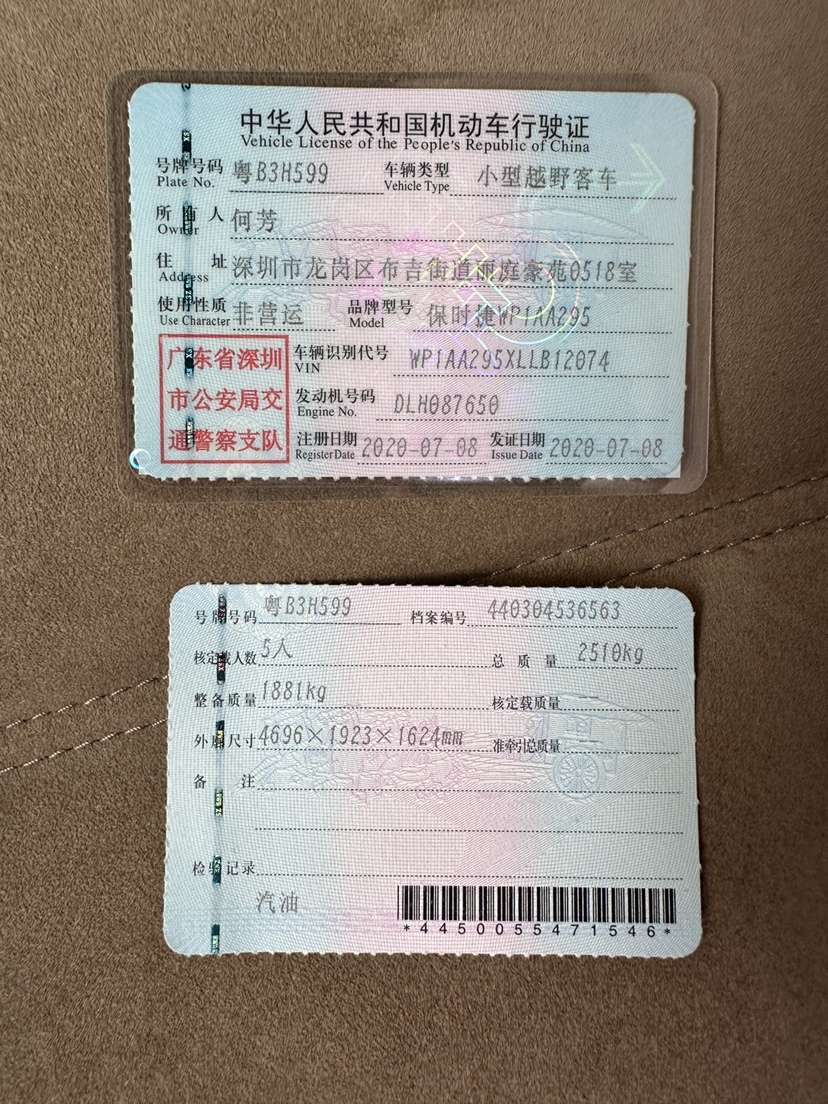 中华人民共和国机动车行驶证
Vehicle License of the People's Republic of China
号牌号码 粤B3H599 车辆类型 小型越野客车
Plate No. Vehicle Type
所有人 何芳
Owner
住址 深圳市龙岗区布吉街道雨庭豪苑0518室
Address
使用性质 非营运 品牌型号 保时捷WP1AA295
Use Character Model
广东省深圳
市公安局交
通警察支队
车辆识别代号 WP1AA295XLLB12074
VIN
发动机号码 DLH087650
Engine No.
注册日期 2020-07-08 发证日期 2020-07-08
Register Date Issue Date
号牌号码 粤B3H599 档案编号 440304536563
核定载人数 5人 总质量 2510kg
整备质量 1881kg 核定载质量 --
外廓尺寸 4696×1923×1624mm 准牵引总质量 --
备注
检验记录
汽油
*4450055471546*